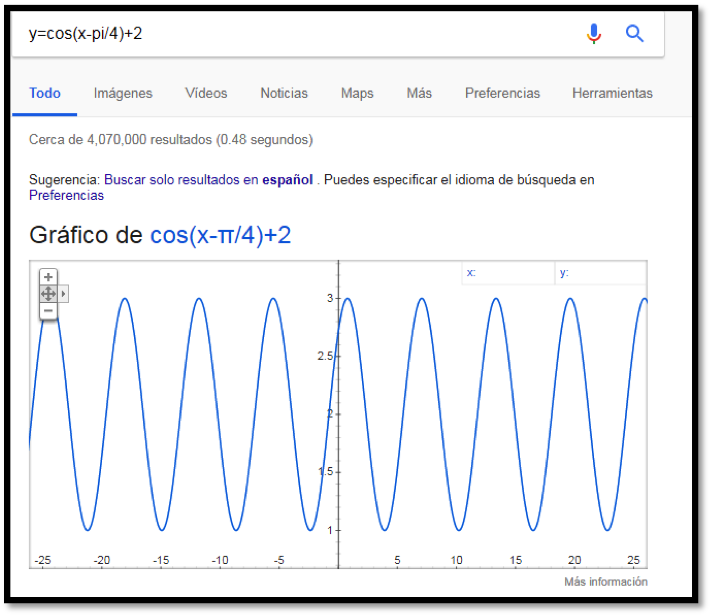 y=cos(x-pi/4)+2
Todo Imágenes Vídeos Noticias Maps Más Preferencias Herramientas
Cerca de 4,070,000 resultados (0.48 segundos)
Sugerencia: Buscar solo resultados en español . Puedes especificar el idioma de búsqueda en
Preferencias
Gráfico de cos(x-π/4)+2
x: y:
3
2.5
2
1.5
1
-25 -20 -15 -10 -5 5 10 15 20 25
Más información